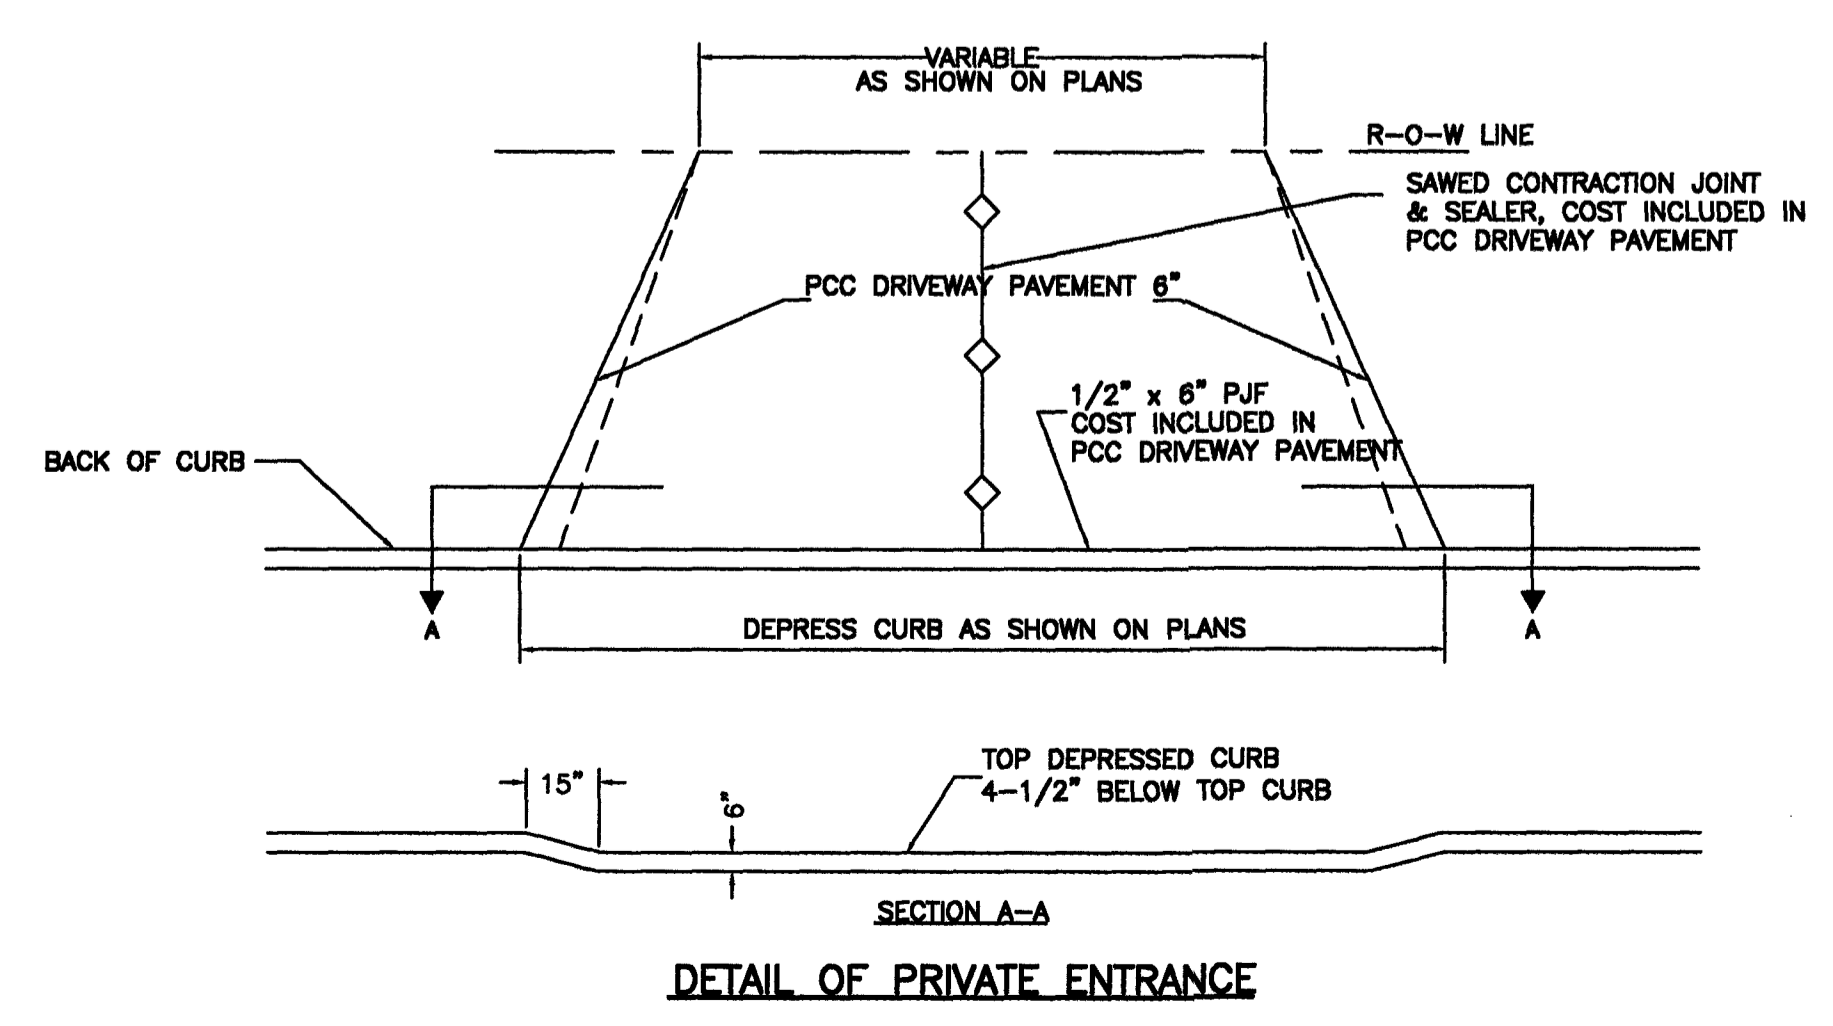 VARIABLE
AS SHOWN ON PLANS
R-O-W LINE
SAWED CONTRACTION JOINT
& SEALER, COST INCLUDED IN
PCC DRIVEWAY PAVEMENT
PCC DRIVEWAY PAVEMENT 6"
1/2" x 6" PJF
COST INCLUDED IN
PCC DRIVEWAY PAVEMENT
BACK OF CURB
A
A
DEPRESS CURB AS SHOWN ON PLANS
TOP DEPRESSED CURB
4-1/2" BELOW TOP CURB
15"
6"
SECTION A-A
DETAIL OF PRIVATE ENTRANCE